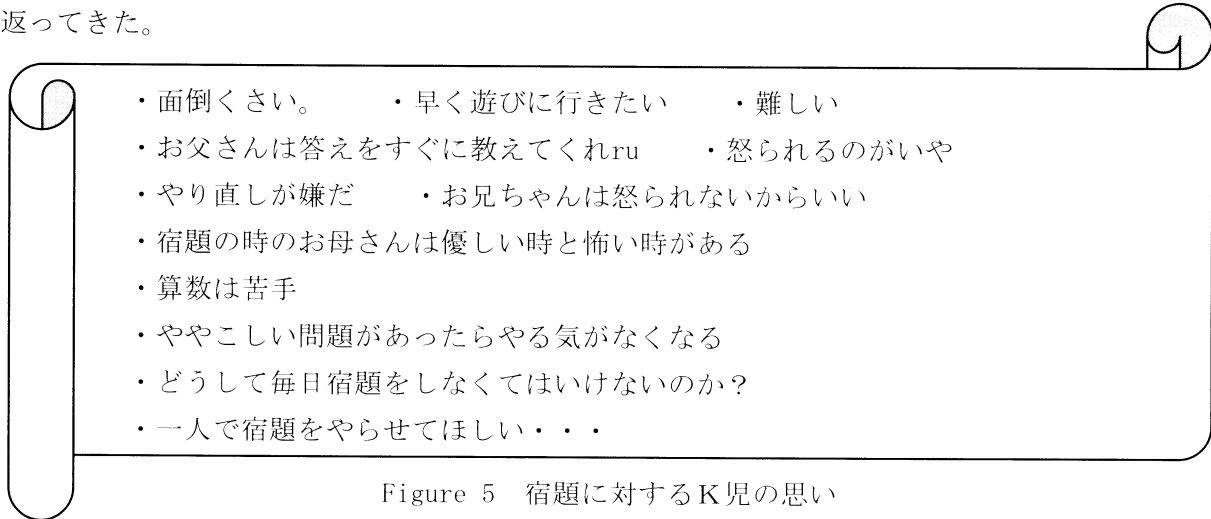 返ってきた。
・面倒くさい。　　・早く遊びに行きたい　　・難しい
・お父さんは答えをすぐに教えてくれru　　・怒られるのがいや
・やり直しが嫌だ　　・お兄ちゃんは怒られないからいい
・宿題の時のお母さんは優しい時と怖い時がある
・算数は苦手
・ややこしい問題があったらやる気がなくなる
・どうして毎日宿題をしなくてはいけないのか？
・一人で宿題をやらせてほしい・・・
Figure 5　宿題に対するK児の思い